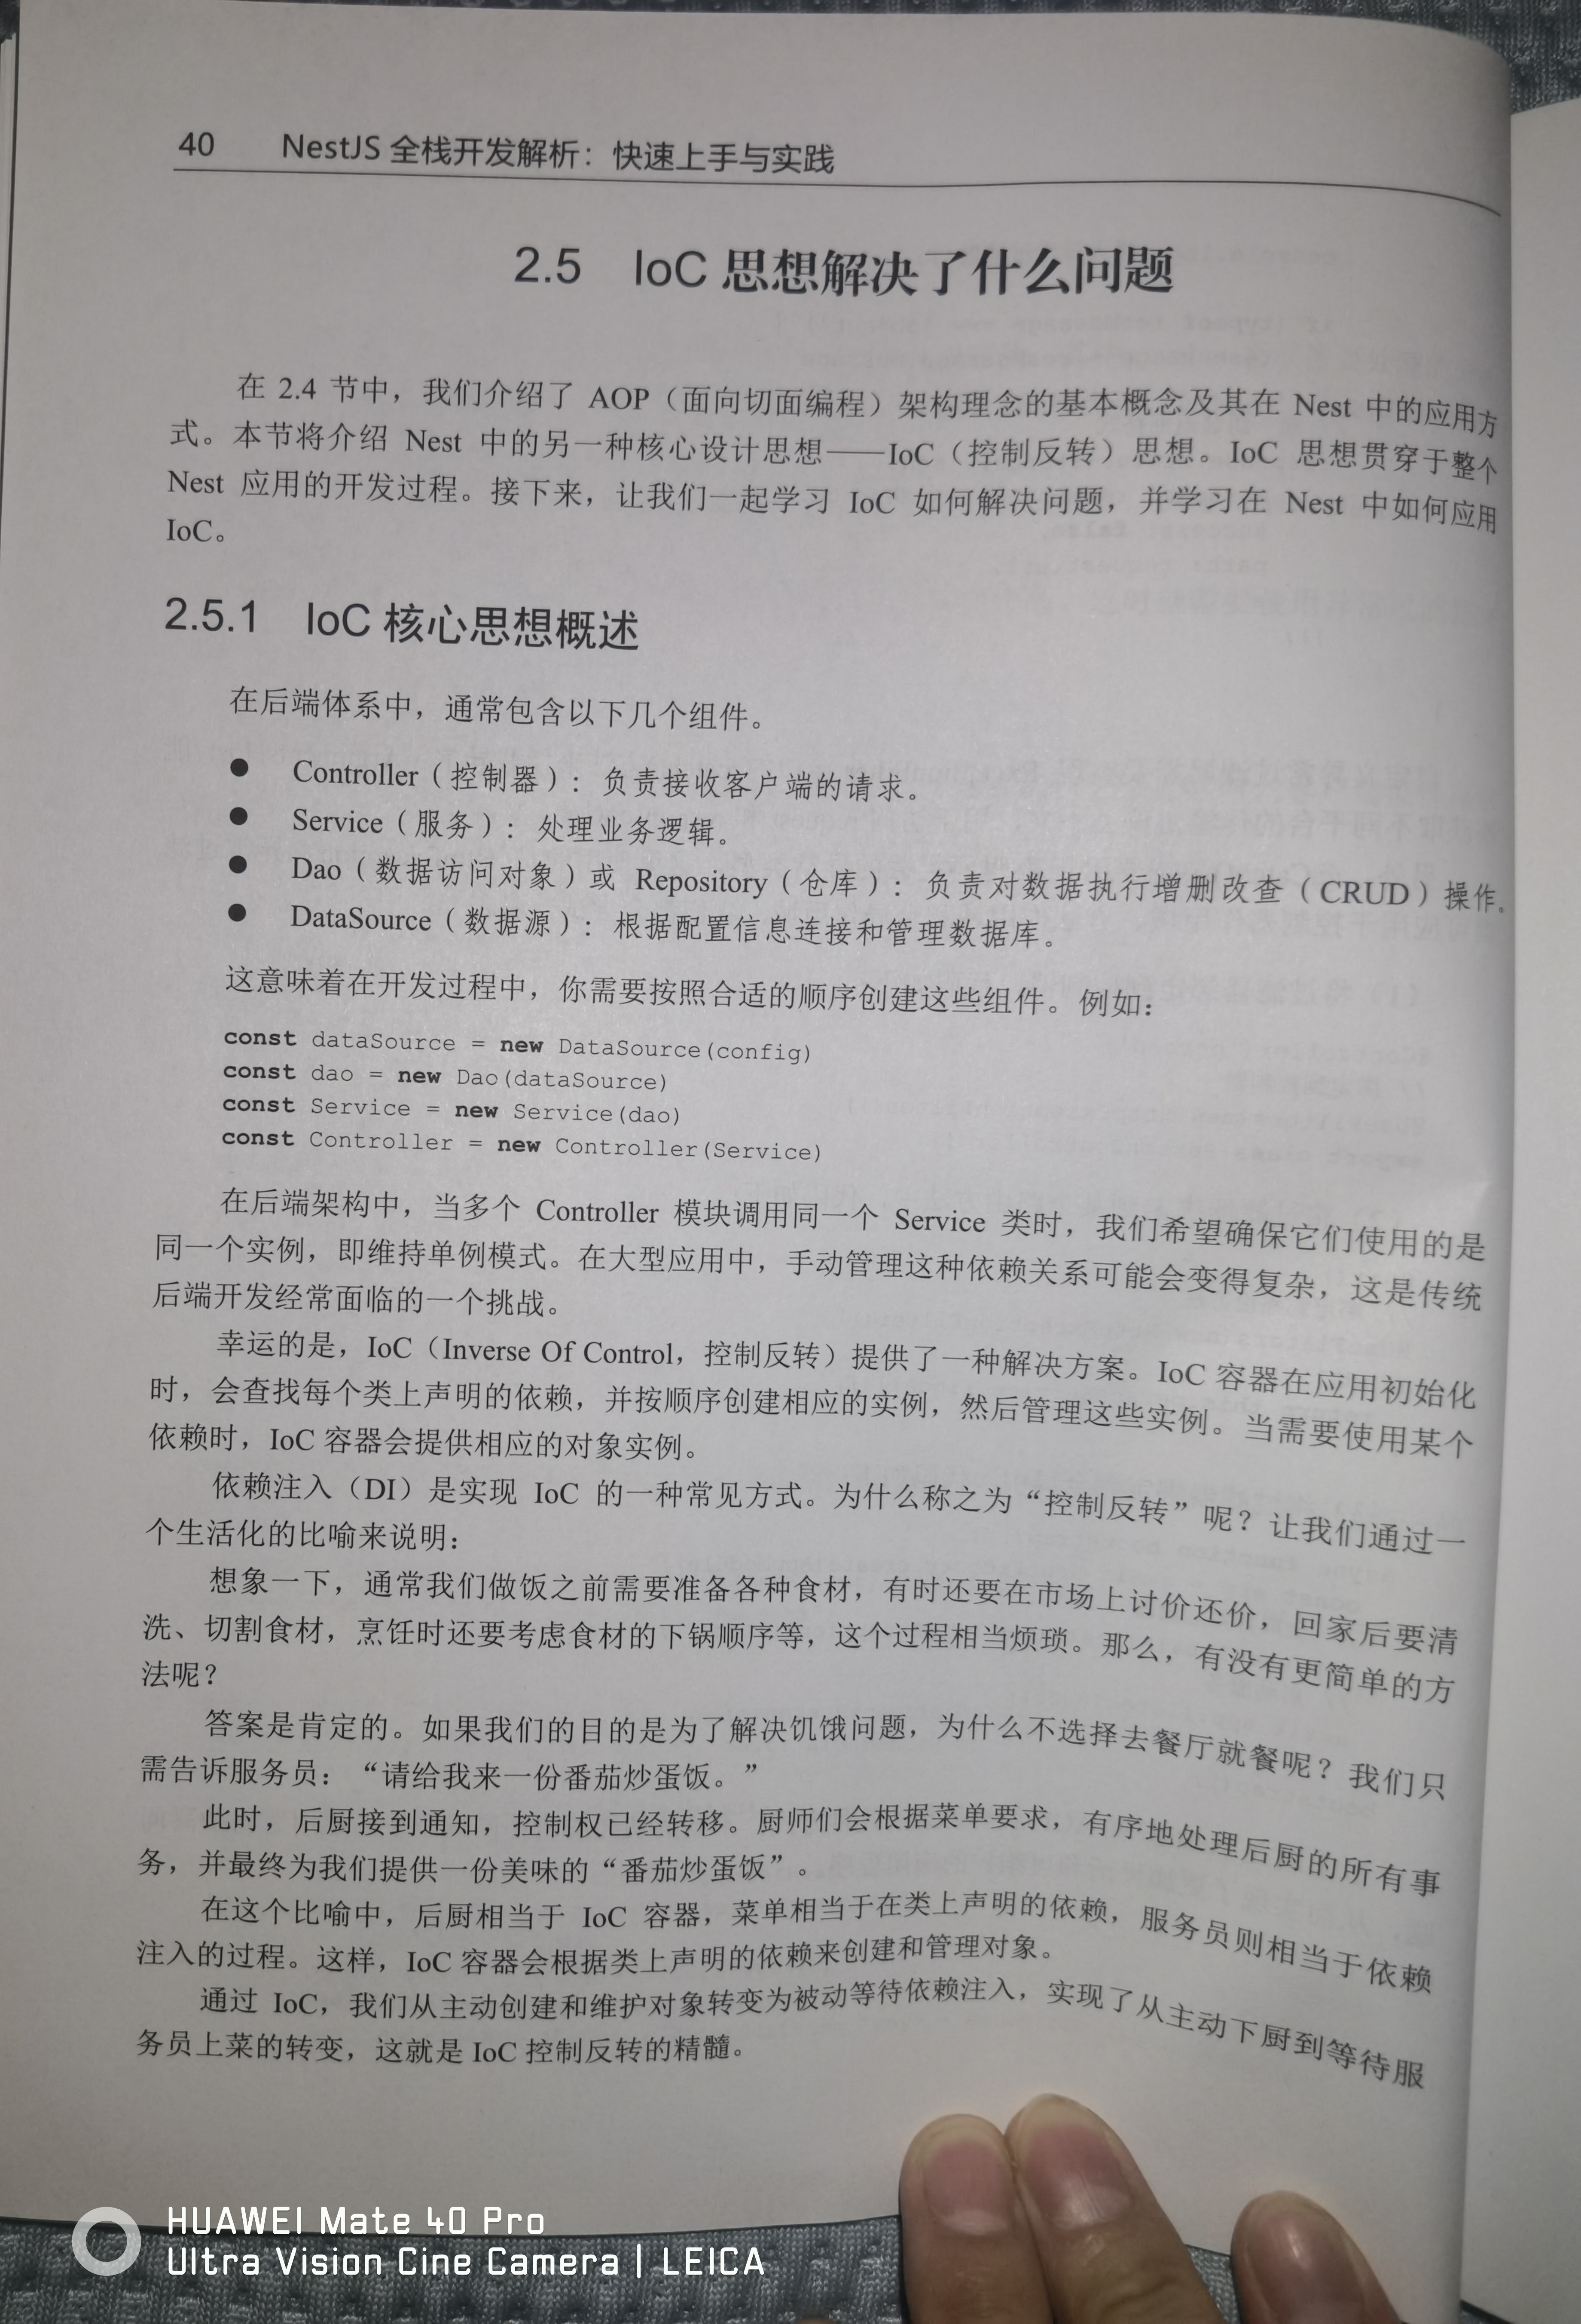 40 NestJS 全栈开发解析：快速上手与实践
2.5 IoC 思想解决了什么问题
在 2.4 节中，我们介绍了 AOP（面向切面编程）架构理念的基本概念及其在 Nest 中的应用方
式。本节将介绍 Nest 中的另一种核心设计思想——IoC（控制反转）思想。IoC 思想贯穿于整个
Nest 应用的开发过程。接下来，让我们一起学习 IoC 如何解决问题，并学习在 Nest 中如何应用
IoC。
2.5.1 IoC 核心思想概述
在后端体系中，通常包含以下几个组件。
● Controller（控制器）：负责接收客户端的请求。
● Service（服务）：处理业务逻辑。
● Dao（数据访问对象）或 Repository（仓库）：负责对数据执行增删改查（CRUD）操作。
● DataSource（数据源）：根据配置信息连接和管理数据库。
这意味着在开发过程中，你需要按照合适的顺序创建这些组件。例如：
const dataSource = new DataSource(config)
const dao = new Dao(dataSource)
const Service = new Service(dao)
const Controller = new Controller(Service)
在后端架构中，当多个 Controller 模块调用同一个 Service 类时，我们希望确保它们使用的是
同一个实例，即维持单例模式。在大型应用中，手动管理这种依赖关系可能会变得复杂，这是传统
后端开发经常面临的一个挑战。
幸运的是，IoC（Inverse Of Control，控制反转）提供了一种解决方案。IoC 容器在应用初始化
时，会查找每个类上声明的依赖，并按顺序创建相应的实例，然后管理这些实例。当需要使用某个
依赖时，IoC 容器会提供相应的对象实例。
依赖注入（DI）是实现 IoC 的一种常见方式。为什么称之为“控制反转”呢？让我们通过一
个生活化的比喻来说明：
想象一下，通常我们做饭之前需要准备各种食材，有时还要在市场上讨价还价，回家后要清
洗、切割食材，烹饪时还要考虑食材的下锅顺序等，这个过程相当烦琐。那么，有没有更简单的方
法呢？
答案是肯定的。如果我们的目的是为了解决饥饿问题，为什么不选择去餐厅就餐呢？我们只
需告诉服务员：“请给我来一份番茄炒蛋饭。”
此时，后厨接到通知，控制权已经转移。厨师们会根据菜单要求，有序地处理后厨的所有事
务，并最终为我们提供一份美味的“番茄炒蛋饭”。
在这个比喻中，后厨相当于 IoC 容器，菜单相当于在类上声明的依赖，服务员则相当于依赖
注入的过程。这样，IoC 容器会根据类上声明的依赖来创建和管理对象。
通过 IoC，我们从主动创建和维护对象转变为被动等待依赖注入，实现了从主动下厨到等待服
务员上菜的转变，这就是 IoC 控制反转的精髓。
HUAWEI Mate 40 Pro
Ultra Vision Cine Camera | LEICA